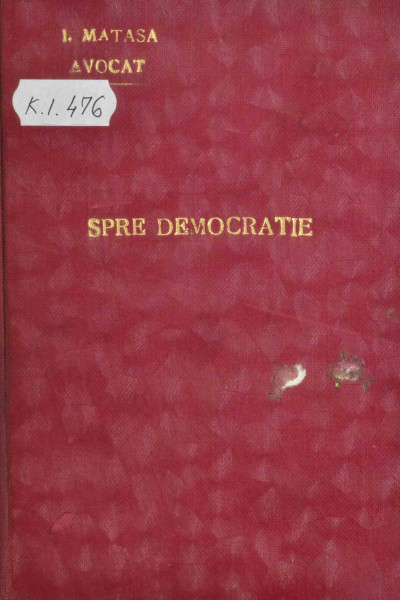 I. MATASA
AVOCAT
K.I.476
SPRE DEMOCRATIE